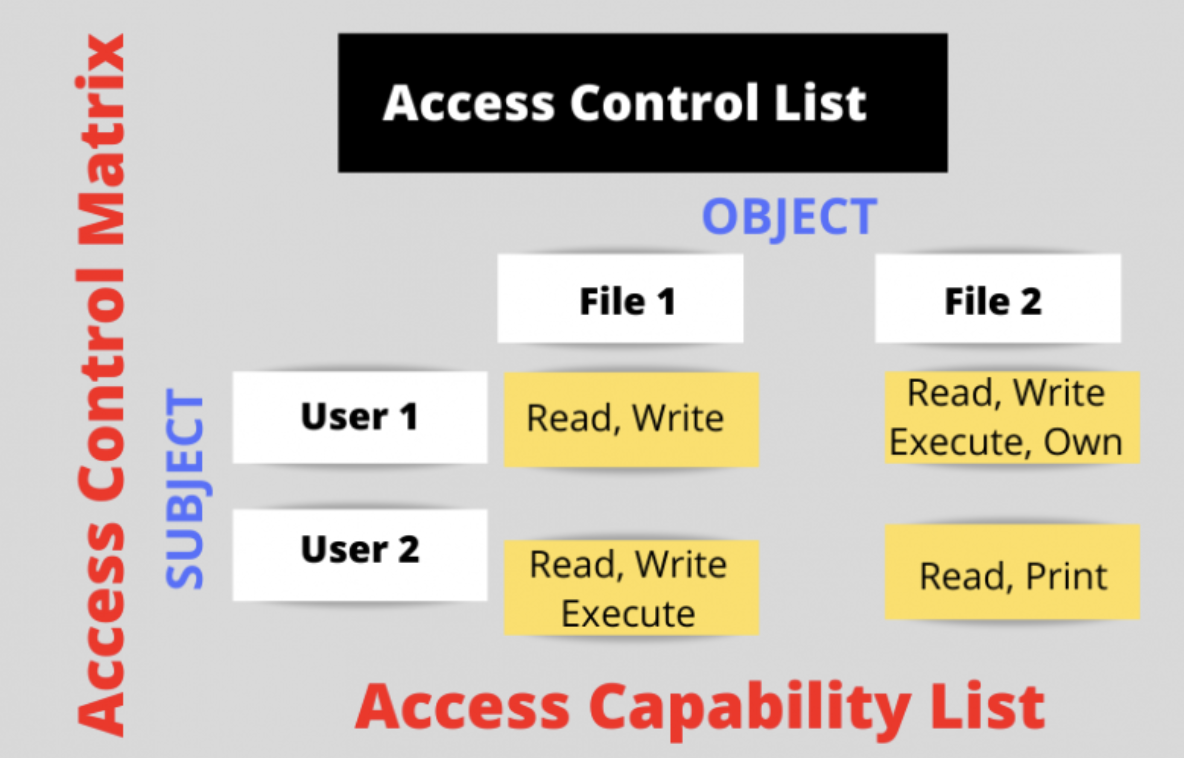 Access Control Matrix
Access Control List
OBJECT
File 1
File 2
SUBJECT
User 1
Read, Write
Read, Write
Execute, Own
User 2
Read, Write
Execute
Read, Print
Access Capability List